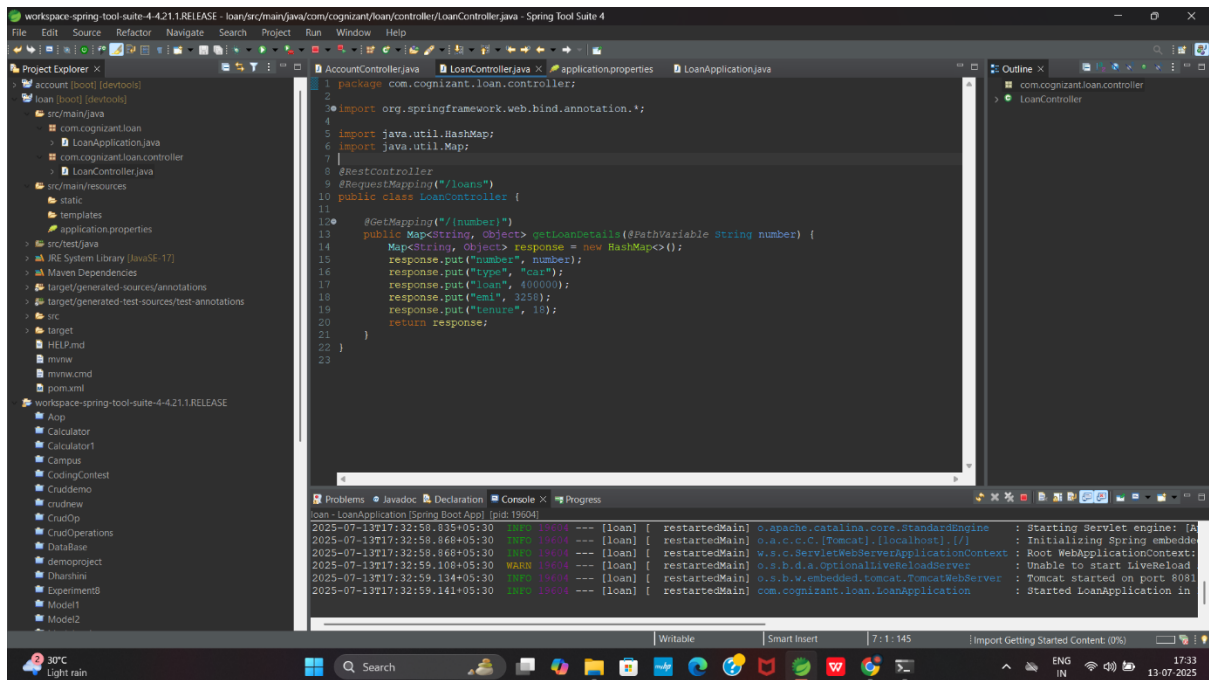 workspace-spring-tool-suite-4-4.21.1.RELEASE - loan/src/main/java/com/cognizant/loan/controller/LoanController.java - Spring Tool Suite 4
File Edit Source Refactor Navigate Search Project Run Window Help
Project Explorer
account [boot] [devtools]
loan [boot] [devtools]
src/main/java
com.cognizant.loan
LoanApplication.java
com.cognizant.loan.controller
LoanController.java
src/main/resources
static
templates
application.properties
src/test/java
JRE System Library [JavaSE-17]
Maven Dependencies
target/generated-sources/annotations
target/generated-test-sources/test-annotations
src
target
HELP.md
mvnw
mvnw.cmd
pom.xml
workspace-spring-tool-suite-4-4.21.1.RELEASE
Aop
Calculator
Calculator1
Campus
CodingContest
Cruddemo
crudnew
CrudOp
CrudOperations
DataBase
demoproject
Dharshini
Experiment8
Model1
Model2
AccountController.java LoanController.java application.properties LoanApplication.java
1 package com.cognizant.loan.controller;
2
3 import org.springframework.web.bind.annotation.*;
4
5 import java.util.HashMap;
6 import java.util.Map;
7
8 @RestController
9 @RequestMapping("/loans")
10 public class LoanController {
11
12 @GetMapping("/{number}")
13 public Map<String, Object> getLoanDetails(@PathVariable String number) {
14 Map<String, Object> response = new HashMap<>();
15 response.put("number", number);
16 response.put("type", "car");
17 response.put("loan", 400000);
18 response.put("emi", 3258);
19 response.put("tenure", 18);
20 return response;
21 }
22 }
23
Outline
com.cognizant.loan.controller
LoanController
Problems Javadoc Declaration Console Progress
loan - LoanApplication [Spring Boot App] [pid: 19604]
2025-07-13T17:32:58.835+05:30 INFO 19604 --- [loan] [ restartedMain] o.apache.catalina.core.StandardEngine : Starting Servlet engine: [A
2025-07-13T17:32:58.868+05:30 INFO 19604 --- [loan] [ restartedMain] o.a.c.c.C.[Tomcat].[localhost].[/] : Initializing Spring embedde
2025-07-13T17:32:58.868+05:30 INFO 19604 --- [loan] [ restartedMain] w.s.c.ServletWebServerApplicationContext : Root WebApplicationContext:
2025-07-13T17:32:59.108+05:30 WARN 19604 --- [loan] [ restartedMain] o.s.b.d.a.OptionalLiveReloadServer : Unable to start LiveReload
2025-07-13T17:32:59.134+05:30 INFO 19604 --- [loan] [ restartedMain] o.s.b.w.embedded.tomcat.TomcatWebServer : Tomcat started on port 8081
2025-07-13T17:32:59.141+05:30 INFO 19604 --- [loan] [ restartedMain] com.cognizant.loan.LoanApplication : Started LoanApplication in
Writable Smart Insert 7 : 1 : 145 Import Getting Started Content: (0%)
2
30°C
Light rain
Search
ENG
IN
17:33
13-07-2025